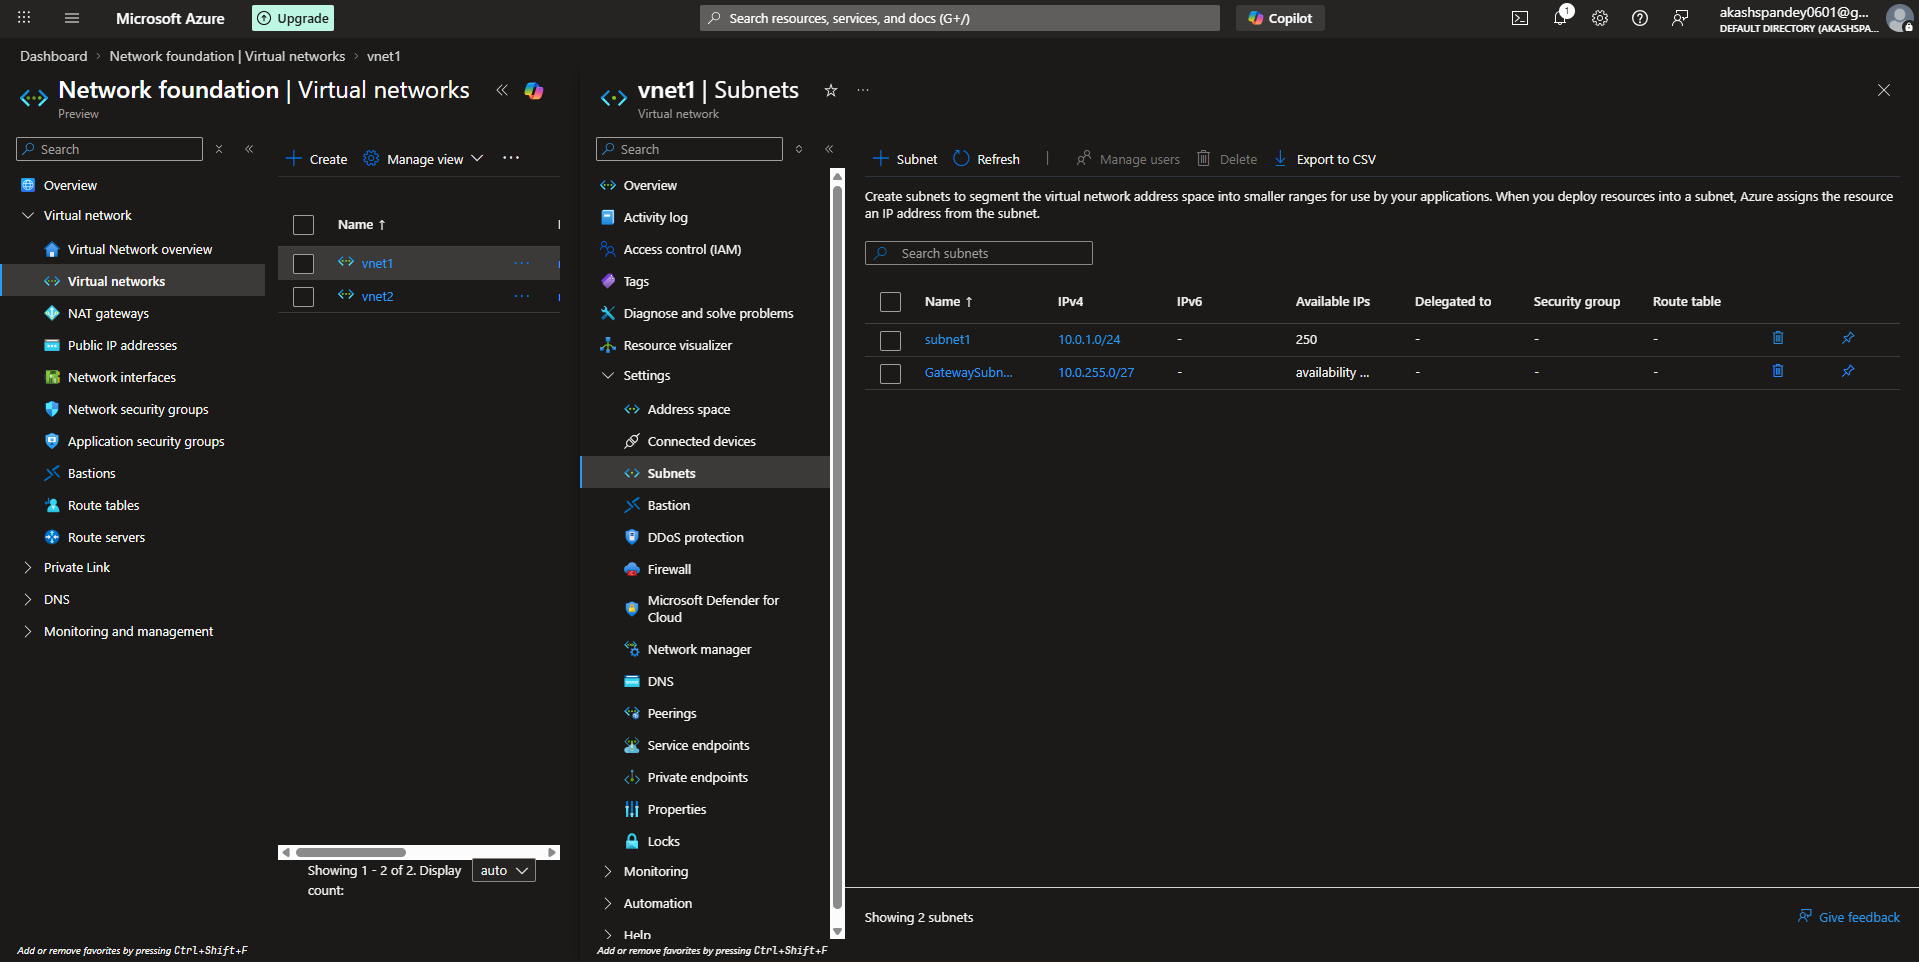 Microsoft Azure
Upgrade
Search resources, services, and docs (G+/)
Copilot
1
akashspandey0601@g...
DEFAULT DIRECTORY (AKASHSPA...
Dashboard > Network foundation | Virtual networks > vnet1
Network foundation | Virtual networks
Preview
Search
Create
Manage view
Overview
Virtual network
Virtual Network overview
Virtual networks
NAT gateways
Public IP addresses
Network interfaces
Network security groups
Application security groups
Bastions
Route tables
Route servers
Private Link
DNS
Monitoring and management
Add or remove favorites by pressing Ctrl+Shift+F
Name ↑
vnet1
vnet2
Showing 1 - 2 of 2. Display count:
auto
vnet1 | Subnets
Virtual network
Search
Overview
Activity log
Access control (IAM)
Tags
Diagnose and solve problems
Resource visualizer
Settings
Address space
Connected devices
Subnets
Bastion
DDoS protection
Firewall
Microsoft Defender for
Cloud
Network manager
DNS
Peerings
Service endpoints
Private endpoints
Properties
Locks
Monitoring
Automation
Help
Add or remove favorites by pressing Ctrl+Shift+F
Subnet
Refresh
Manage users
Delete
Export to CSV
Create subnets to segment the virtual network address space into smaller ranges for use by your applications. When you deploy resources into a subnet, Azure assigns the resource
an IP address from the subnet.
Search subnets
Name ↑ IPv4 IPv6 Available IPs Delegated to Security group Route table
subnet1 10.0.1.0/24 - 250 - - -
GatewaySubn... 10.0.255.0/27 - availability ... - - -
Showing 2 subnets
Give feedback